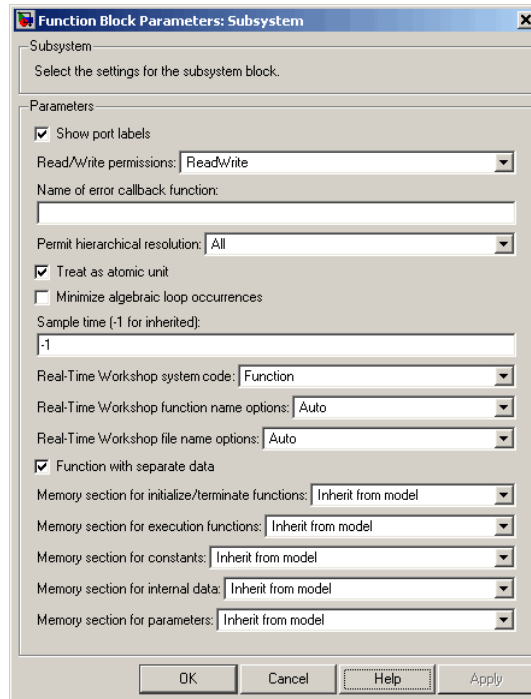 Function Block Parameters: Subsystem
Subsystem
Select the settings for the subsystem block.
Parameters
Show port labels
Read/Write permissions: ReadWrite
Name of error callback function:
Permit hierarchical resolution: All
Treat as atomic unit
Minimize algebraic loop occurrences
Sample time (-1 for inherited):
-1
Real-Time Workshop system code: Function
Real-Time Workshop function name options: Auto
Real-Time Workshop file name options: Auto
Function with separate data
Memory section for initialize/terminate functions: Inherit from model
Memory section for execution functions: Inherit from model
Memory section for constants: Inherit from model
Memory section for internal data: Inherit from model
Memory section for parameters: Inherit from model
OK Cancel Help Apply